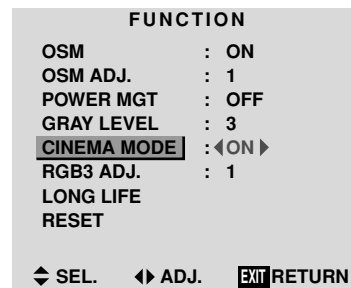 FUNCTION
OSM : ON
OSM ADJ. : 1
POWER MGT : OFF
GRAY LEVEL : 3
CINEMA MODE : ◀ON▶
RGB3 ADJ. : 1
LONG LIFE
RESET
SEL. ADJ. EXIT RETURN